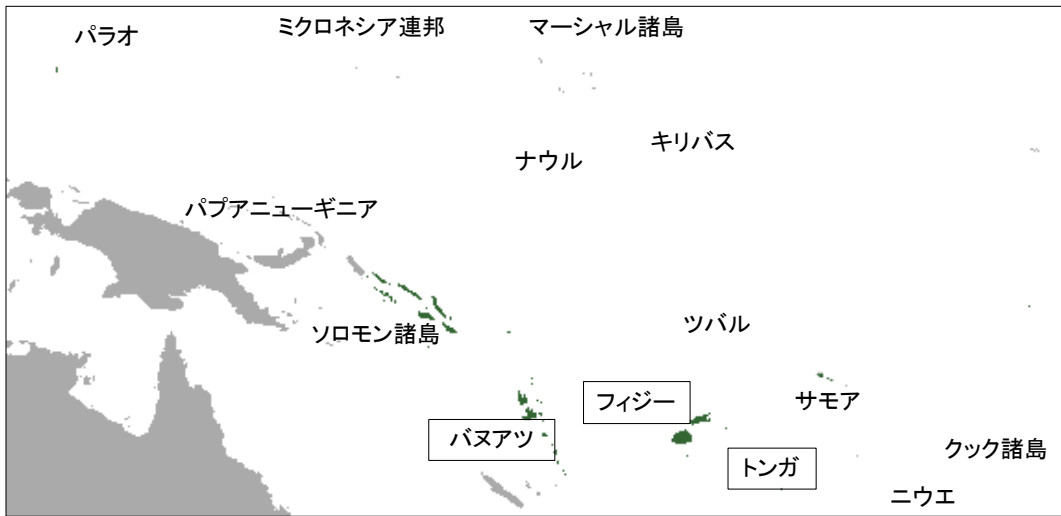 パラオ
ミクロネシア連邦
マーシャル諸島
ナウル
キリバス
パプアニューギニア
ソロモン諸島
ツバル
フィジー
サモア
バヌアツ
トンガ
クック諸島
ニウエ